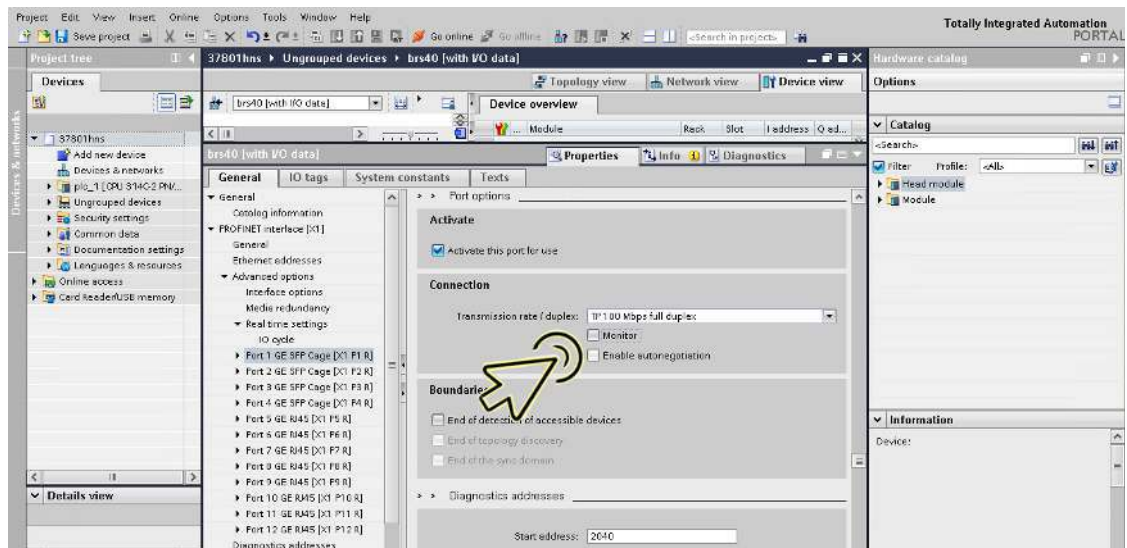 Project Edit View Insert Online Options Tools Window Help
Totally Integrated Automation
PORTAL
Save project
Go online
Go offline
<Search in project>
Project tree
37801hns ▸ Ungrouped devices ▸ brs40 [with I/O data]
Hardware catalog
Devices
Topology view
Network view
Device view
Options
brs40 [with I/O data]
Device overview
... Module Rack Slot I address Q ad...
Catalog
<Search>
Filter Profile: <All>
Head module
Module
37801hns
Add new device
Devices & networks
plc_1 [CPU 314C-2 PN/...
Ungrouped devices
Security settings
Common data
Documentation settings
Languages & resources
Online access
Card Reader/USB memory
Details view
Devices & networks
brs40 [with I/O data]
Properties
Info
Diagnostics
General
IO tags
System constants
Texts
General
Catalog information
PROFINET interface [X1]
General
Ethernet addresses
Advanced options
Interface options
Media redundancy
Real time settings
IO cycle
Port 1 GE SFP Cage [X1 P1 R]
Port 2 GE SFP Cage [X1 P2 R]
Port 3 GE SFP Cage [X1 P3 R]
Port 4 GE SFP Cage [X1 P4 R]
Port 5 GE RJ45 [X1 P5 R]
Port 6 GE RJ45 [X1 P6 R]
Port 7 GE RJ45 [X1 P7 R]
Port 8 GE RJ45 [X1 P8 R]
Port 9 GE RJ45 [X1 P9 R]
Port 10 GE RJ45 [X1 P10 R]
Port 11 GE RJ45 [X1 P11 R]
Port 12 GE RJ45 [X1 P12 R]
Diagnostics addresses
> > Port options
Activate
Activate this port for use
Connection
Transmission rate / duplex: TP 100 Mbps full duplex
Monitor
Enable autonegotiation
Boundaries
End of detection of accessible devices
End of topology discovery
End of the sync domain
> > Diagnostics addresses
Start address: 2040
Information
Device: